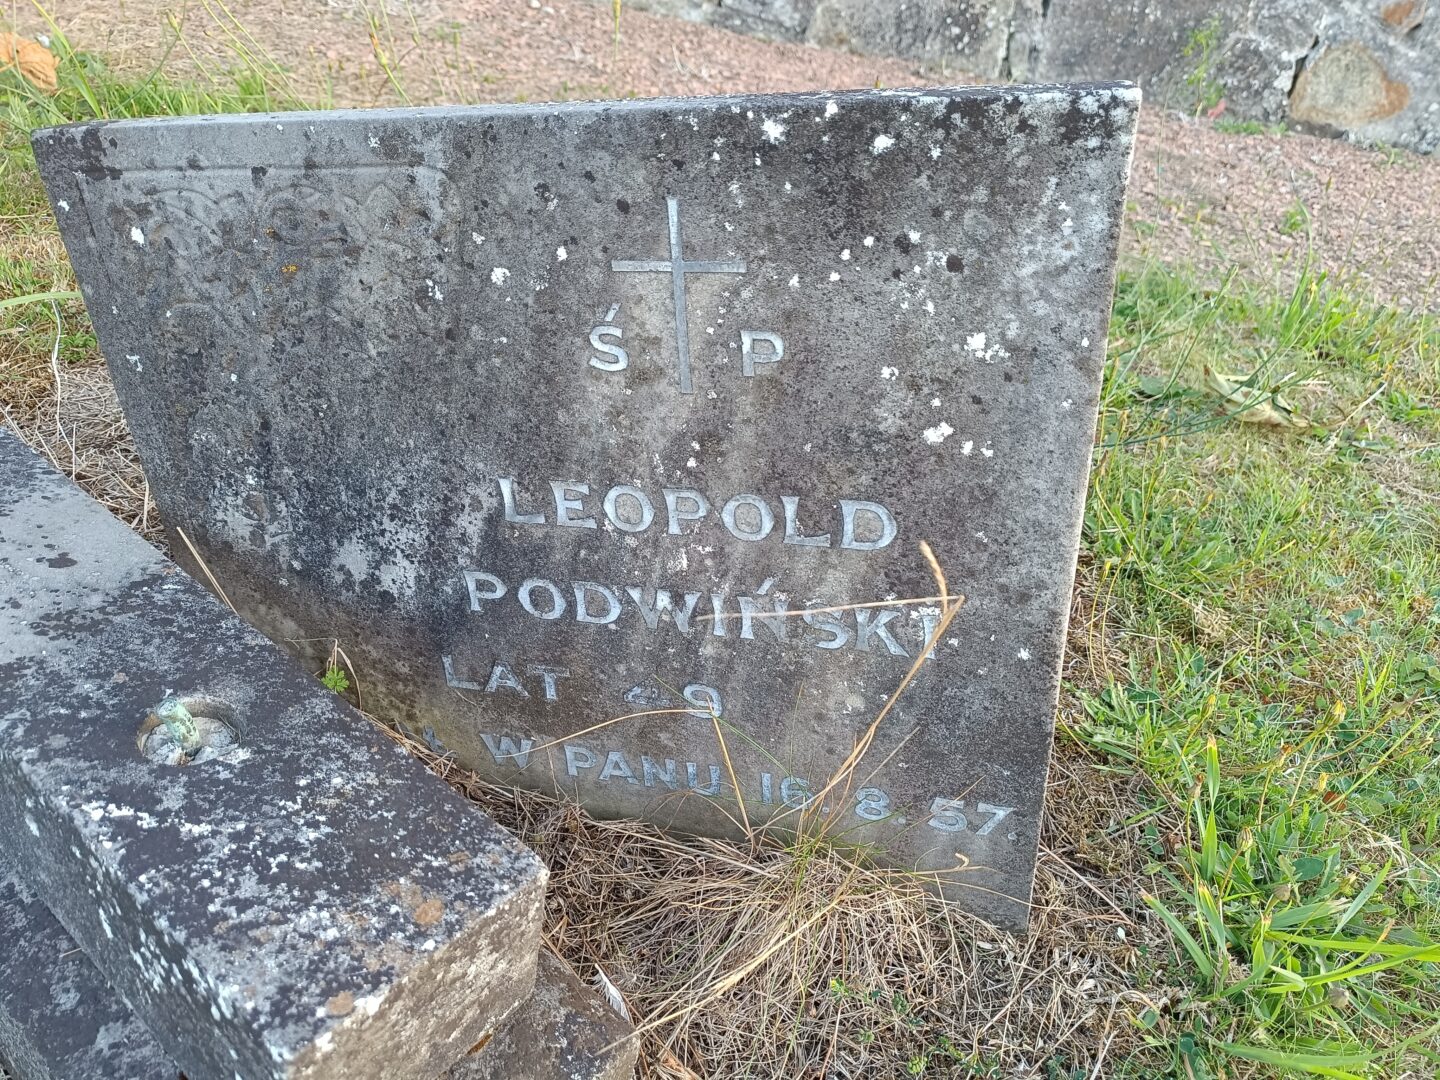 Ś P
LEOPOLD
PODWIŃSKI
LAT 49
W PANU 16. 8. 57.